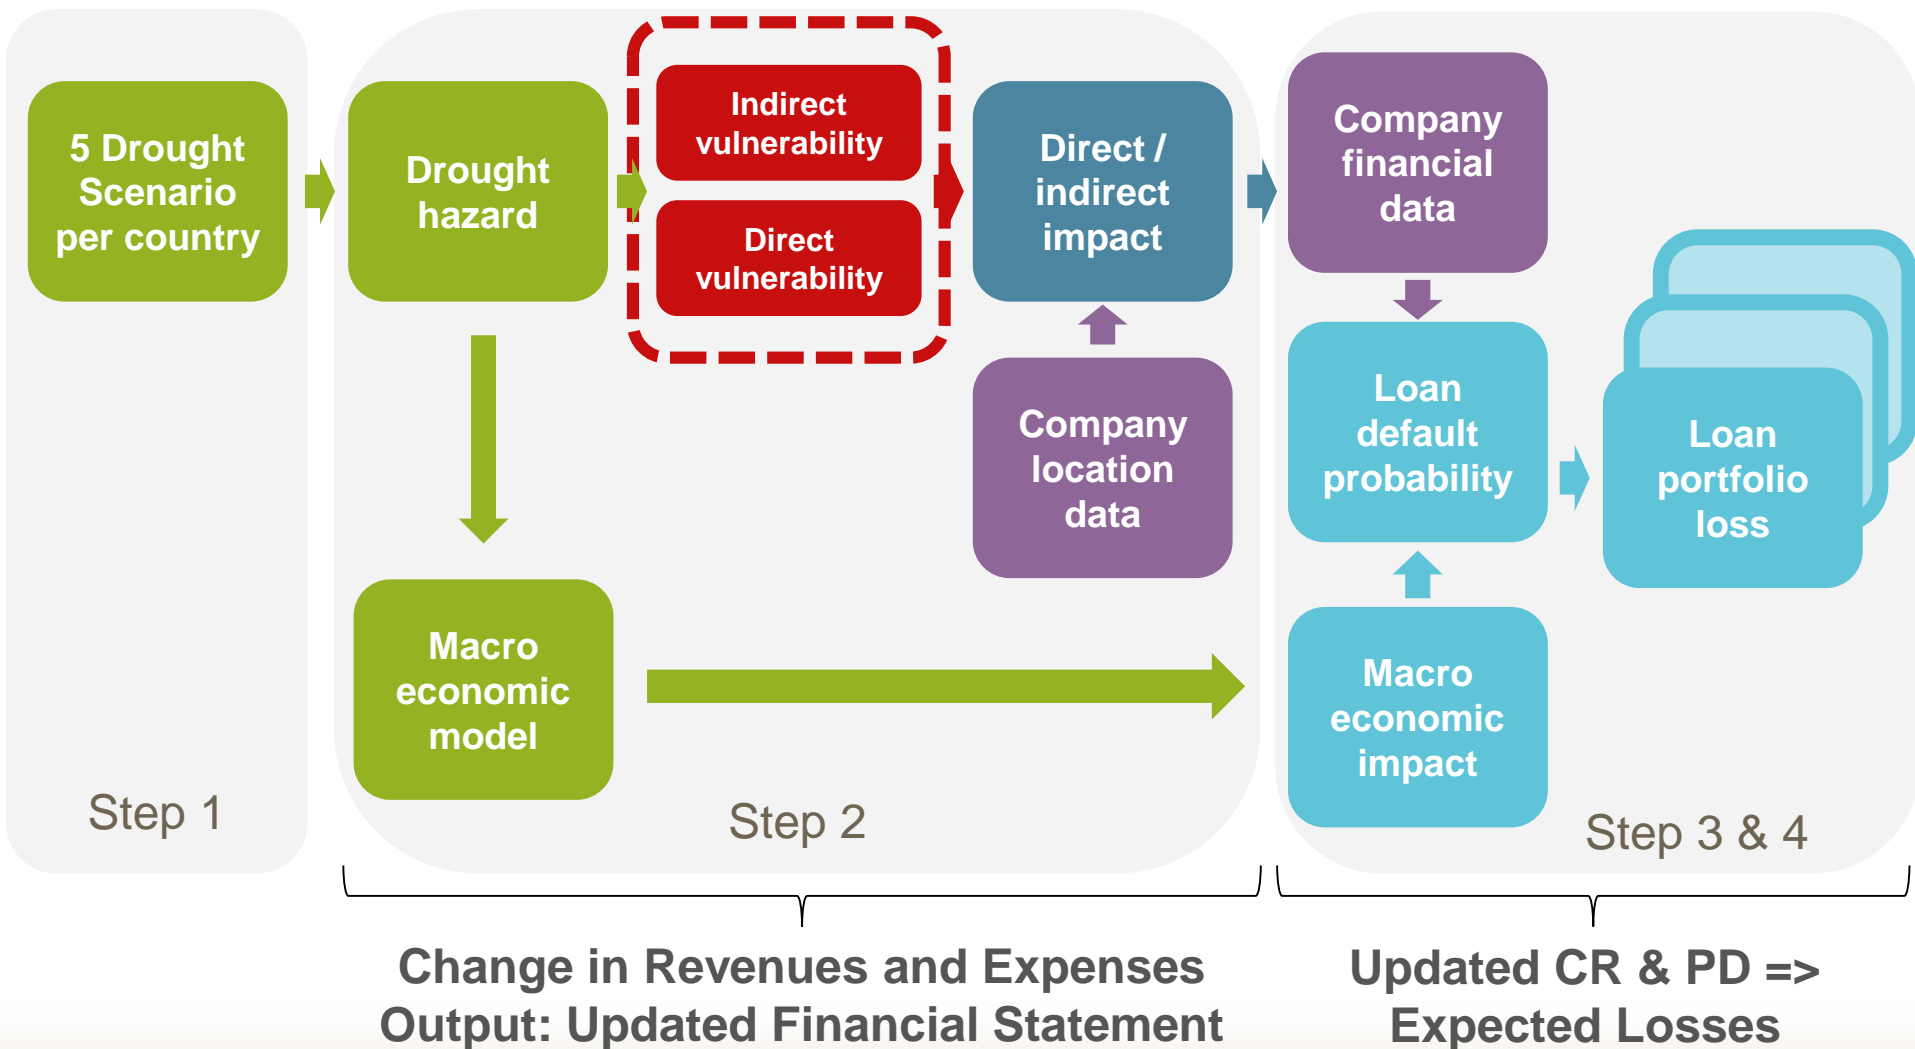 5 Drought
Scenario
per country
Drought
hazard
Indirect
vulnerability
Direct
vulnerability
Direct /
indirect
impact
Company
location
data
Macro
economic
model
Company
financial
data
Loan
default
probability
Macro
economic
impact
Loan
portfolio
loss
Step 1
Step 2
Step 3 & 4
Change in Revenues and Expenses
Output: Updated Financial Statement
Updated CR & PD =>
Expected Losses